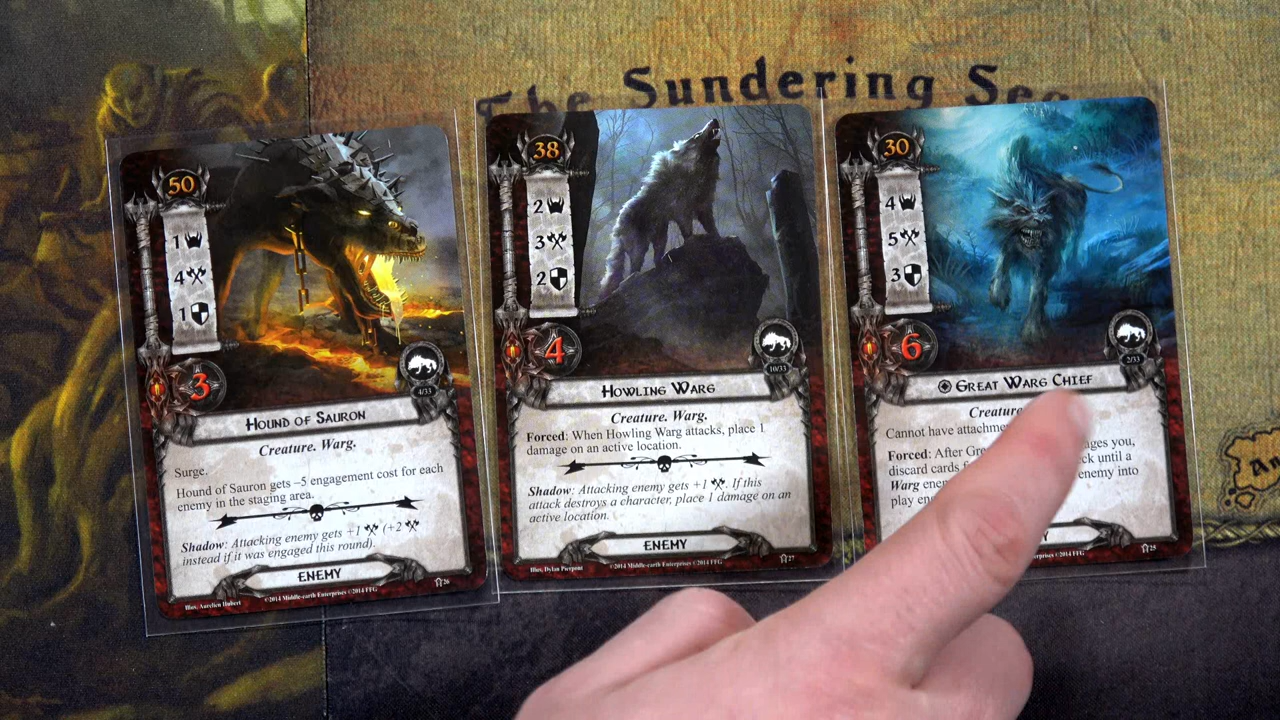 The Sundering Sea
50
1
4
1
3
4/33
Hound of Sauron
Creature. Warg.
Surge.
Hound of Sauron gets –5 engagement cost for each
enemy in the staging area.
Shadow: Attacking enemy gets +1 (+2
instead if it was engaged this round).
ENEMY
Illus. Aurelien Hubert ©2014 Middle-earth Enterprises ©2014 FFG 26
38
2
3
2
4
10/33
Howling Warg
Creature. Warg.
Forced: When Howling Warg attacks, place 1
damage on an active location.
Shadow: Attacking enemy gets +1 . If this
attack destroys a character, place 1 damage on an
active location.
ENEMY
Illus. Dylan Pierpont ©2014 Middle-earth Enterprises ©2014 FFG 27
30
4
5
3
6
2/33
Great Warg Chief
Creature
Cannot have
Forced: After you,
discard cards until a
Warg enemy into
play
©2014 FFG 25